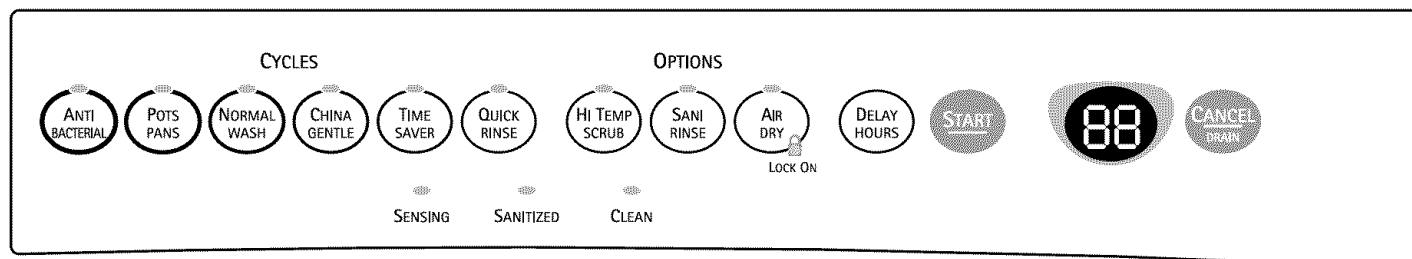 CYCLES
OPTIONS
ANTI
BACTERIAL
POTS
PANS
NORMAL
WASH
CHINA
GENTLE
TIME
SAVER
QUICK
RINSE
HI TEMP
SCRUB
SANI
RINSE
AIR
DRY
LOCK ON
DELAY
HOURS
START
88
CANCEL
DRAIN
SENSING
SANITIZED
CLEAN